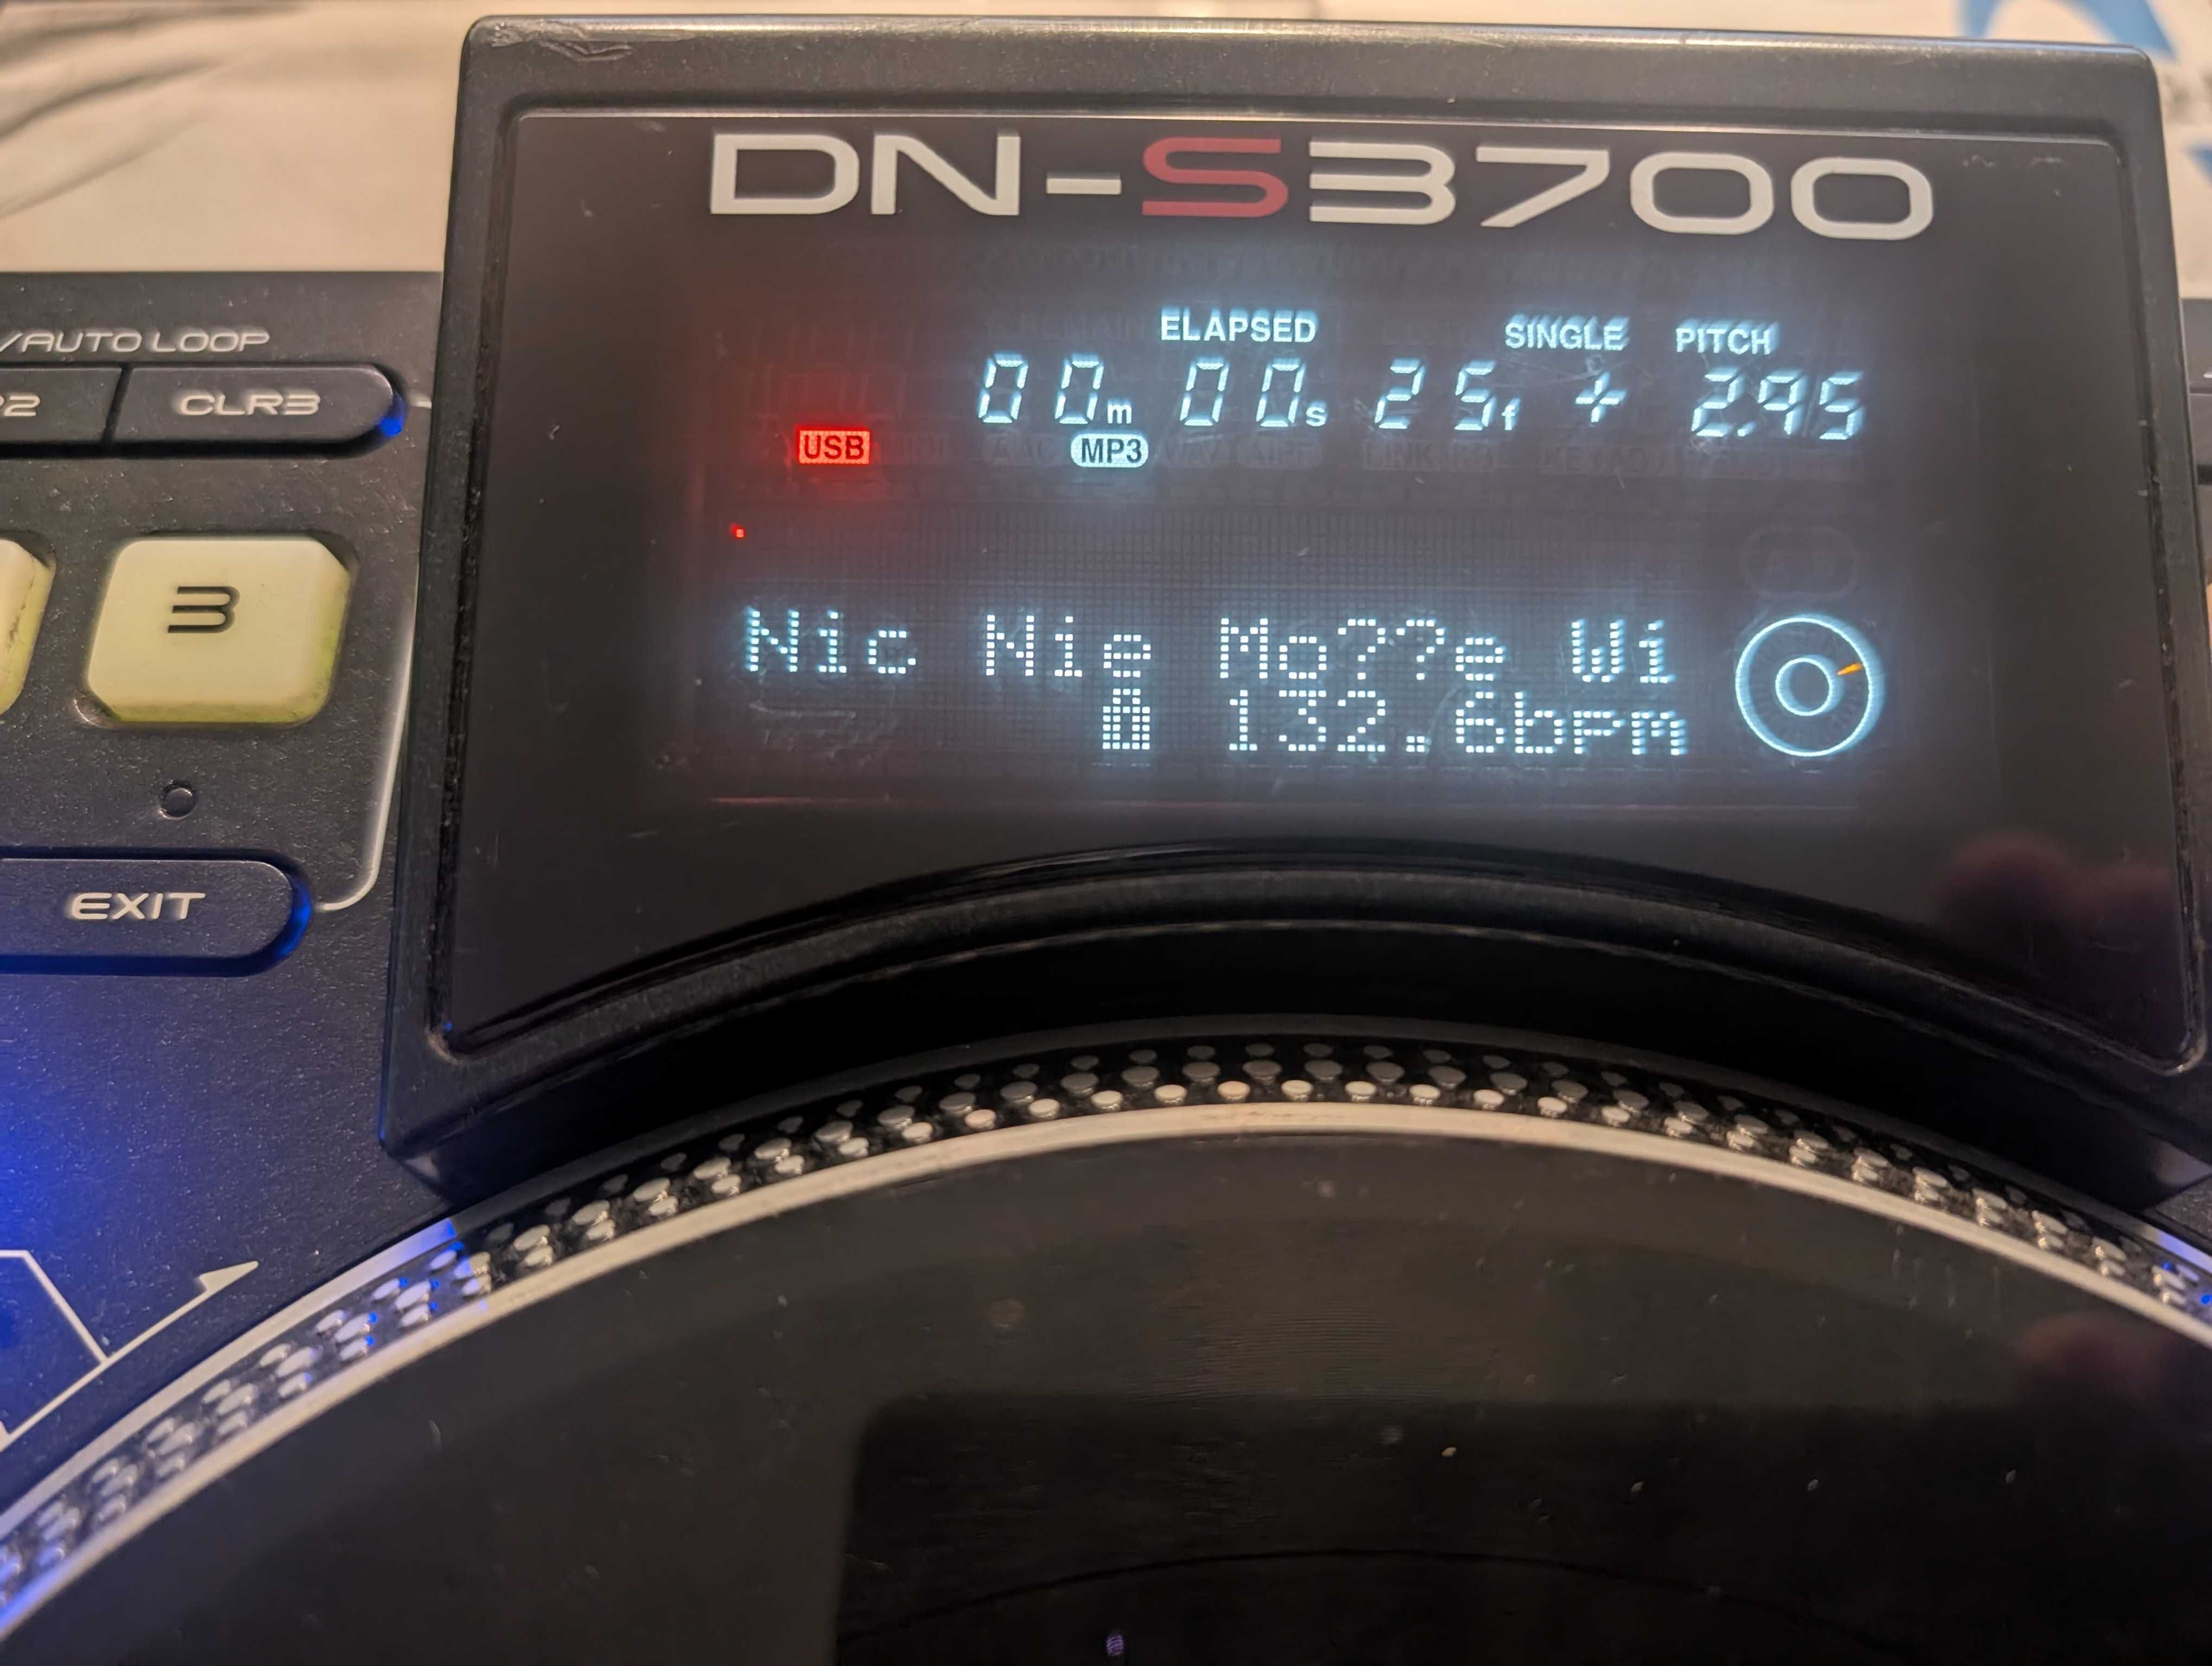 DN-S3700
/AUTO LOOP
CLR3
3
EXIT
ELAPSED SINGLE PITCH
00m 00s 25f + 2.95
USB MP3
Nic Nie Mo??e Wi
132.6bpm